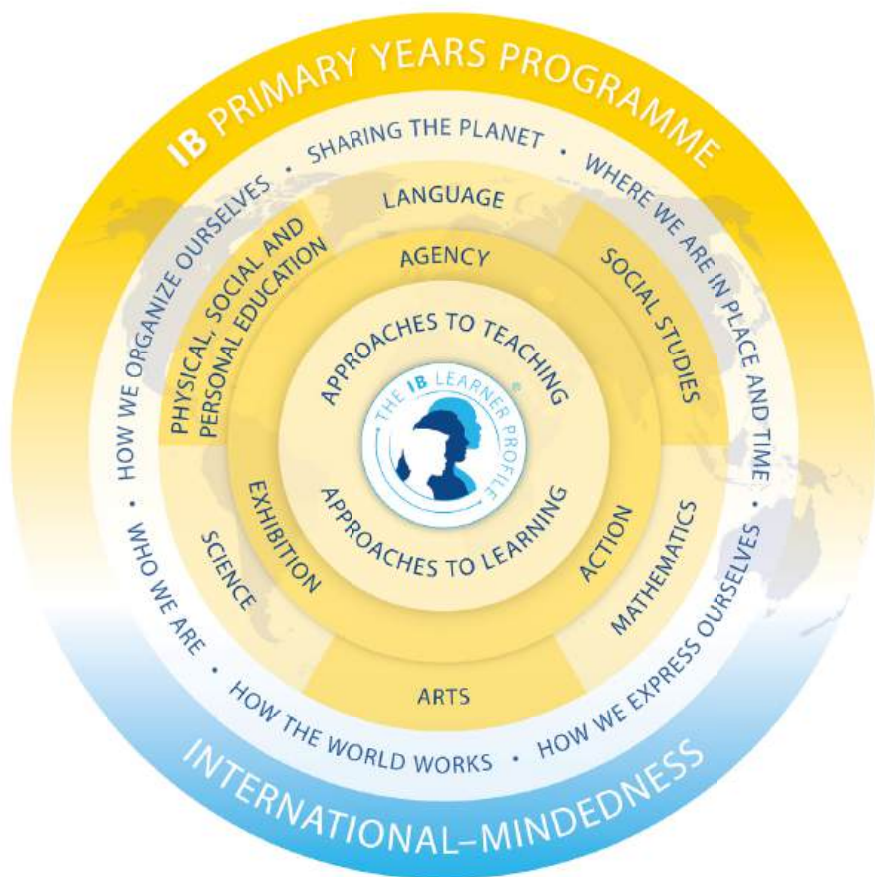 IB PRIMARY YEARS PROGRAMME
SHARING THE PLANET
•
WHERE WE ARE IN PLACE AND TIME
•
HOW WE EXPRESS OURSELVES
•
HOW THE WORLD WORKS
•
WHO WE ARE
•
HOW WE ORGANIZE OURSELVES
•
LANGUAGE
SOCIAL STUDIES
MATHEMATICS
ARTS
SCIENCE
PHYSICAL, SOCIAL AND
PERSONAL EDUCATION
AGENCY
ACTION
EXHIBITION
APPROACHES TO TEACHING
THE IB LEARNER PROFILE
®
APPROACHES TO LEARNING
INTERNATIONAL–MINDEDNESS